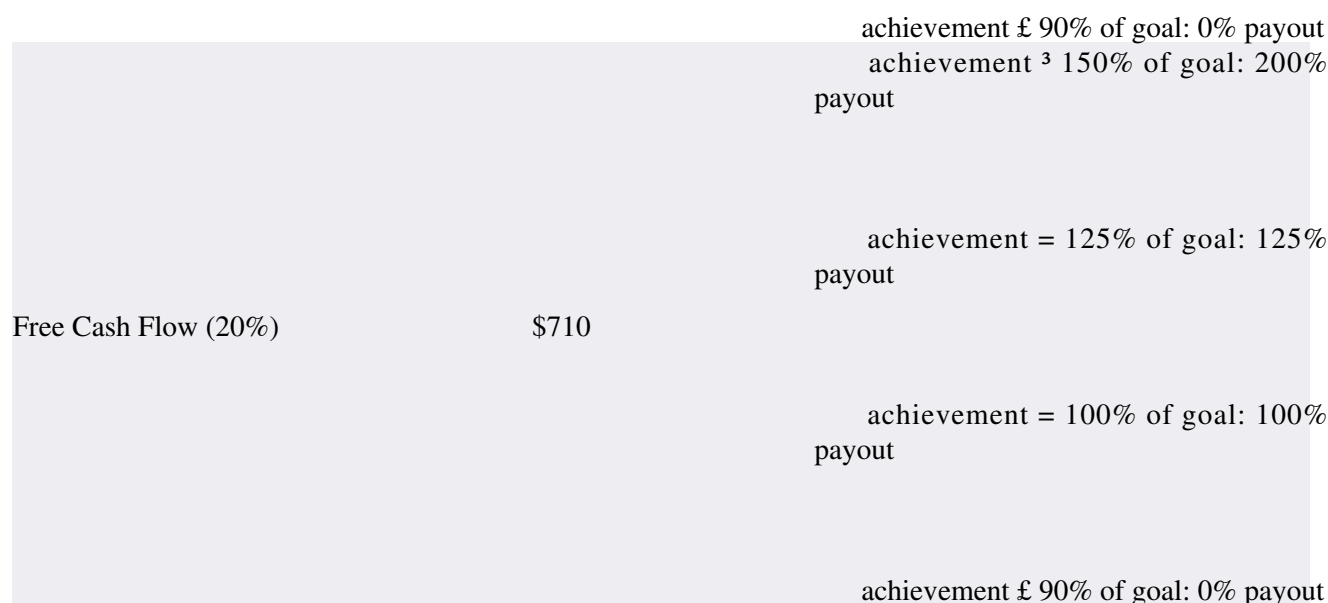 achievement £ 90% of goal: 0% payout
achievement ³ 150% of goal: 200%
payout
achievement = 125% of goal: 125%
payout
Free Cash Flow (20%) $710
achievement = 100% of goal: 100%
payout
achievement £ 90% of goal: 0% payout